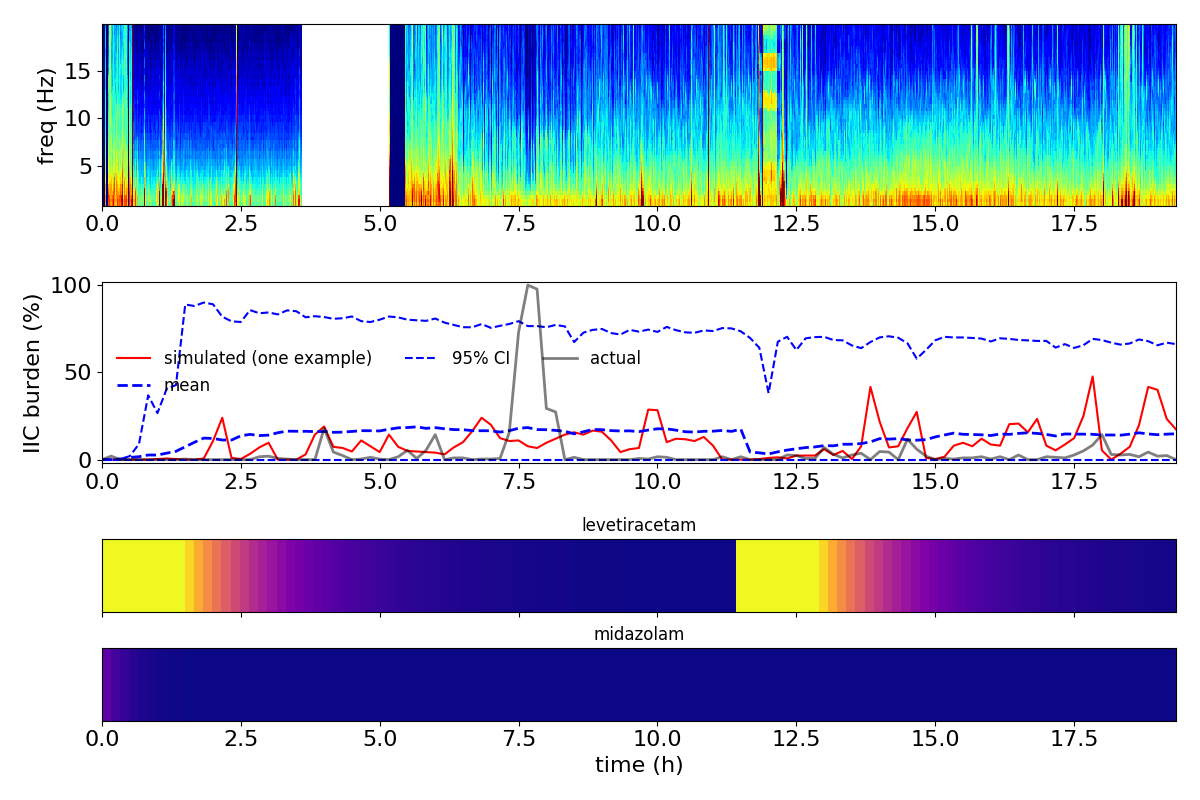 freq (Hz)
15
10
5
0.0 2.5 5.0 7.5 10.0 12.5 15.0 17.5
IIC burden (%)
100
50
0
simulated (one example) 95% CI actual
mean
0.0 2.5 5.0 7.5 10.0 12.5 15.0 17.5
levetiracetam
midazolam
0.0 2.5 5.0 7.5 10.0 12.5 15.0 17.5
time (h)